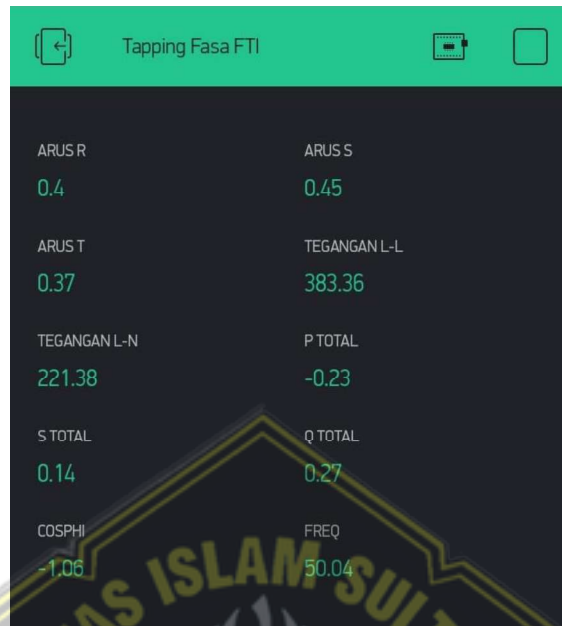 Tapping Fasa FTI
ARUS R
0.4
ARUS S
0.45
ARUS T
0.37
TEGANGAN L-L
383.36
TEGANGAN L-N
221.38
P TOTAL
-0.23
S TOTAL
0.14
Q TOTAL
0.27
COSPHI
-1.06
FREQ
50.04
ISLAM